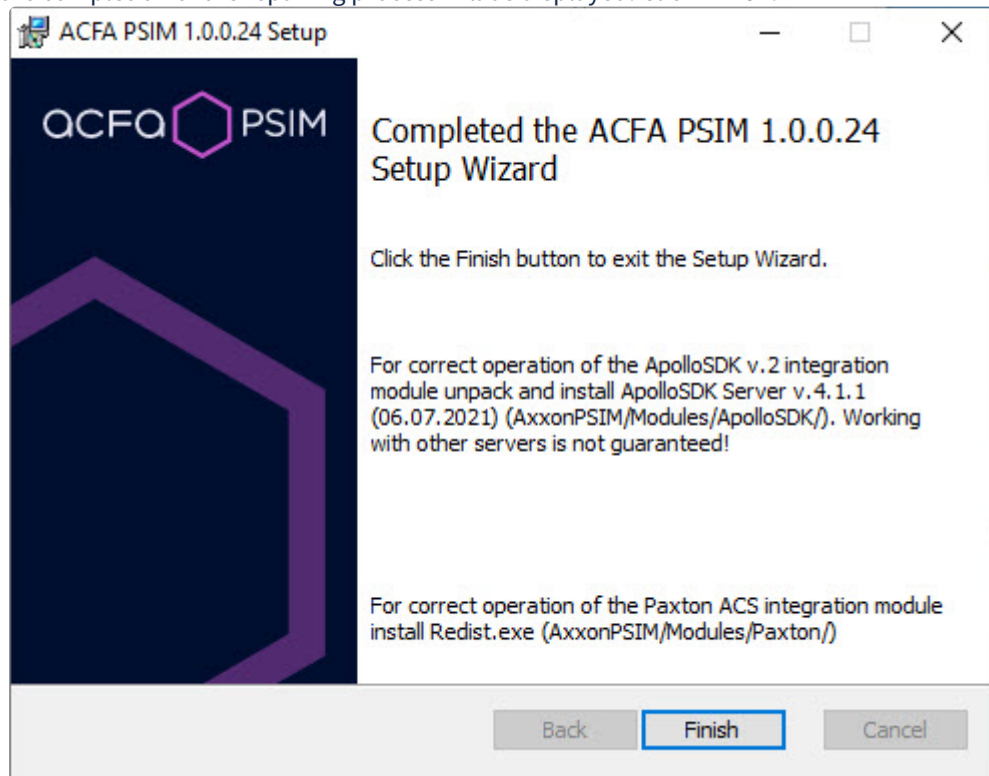 ACFA PSIM 1.0.0.24 Setup
acfa PSIM
Completed the ACFA PSIM 1.0.0.24
Setup Wizard
Click the Finish button to exit the Setup Wizard.
For correct operation of the ApolloSDK v.2 integration
module unpack and install ApolloSDK Server v.4.1.1
(06.07.2021) (AxxonPSIM/Modules/ApolloSDK/). Working
with other servers is not guaranteed!
For correct operation of the Paxton ACS integration module
install Redist.exe (AxxonPSIM/Modules/Paxton/)
Back Finish Cancel